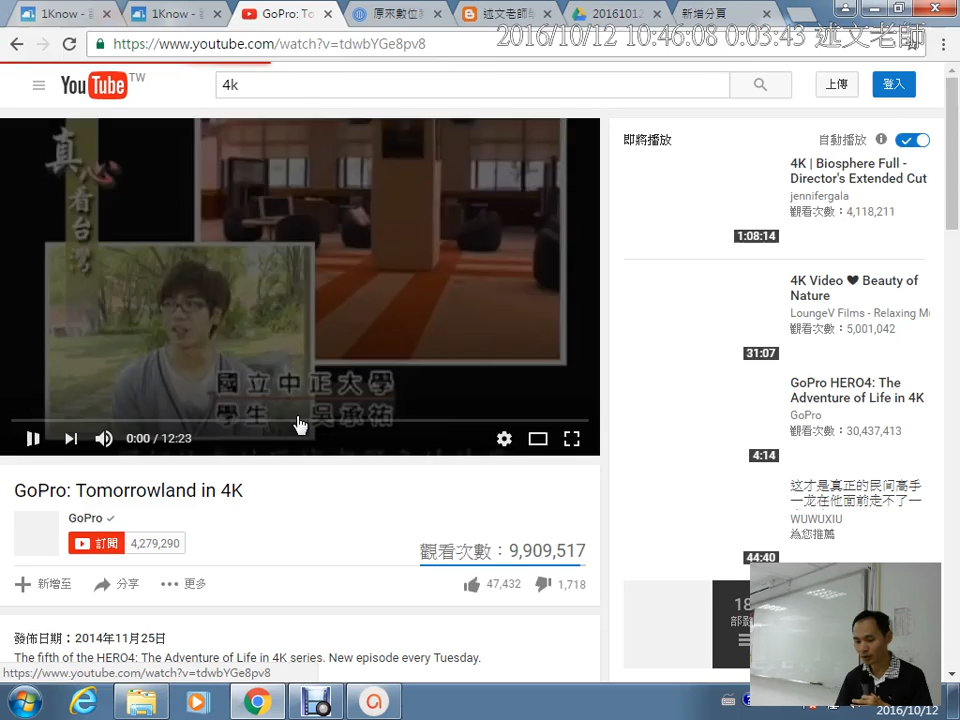 1Know -
1Know -
GoPro: To
原來數位
述文老師
20161012
新增分頁
https://www.youtube.com/watch?v=tdwbYGe8pv8
2016/10/12 10:46:08 0:03:43 述文老師
YouTube TW
4k
上傳
登入
真心看台灣
國立中正大學
學生 吳承祐
0:00 / 12:23
GoPro: Tomorrowland in 4K
GoPro
訂閱 4,279,290
觀看次數：9,909,517
新增至
分享
更多
47,432
1,718
發佈日期：2014年11月25日
The fifth of the HERO4: The Adventure of Life in 4K series. New episode every Tuesday.
https://www.youtube.com/watch?v=tdwbYGe8pv8
即將播放
自動播放
4K | Biosphere Full -
Director's Extended Cut
jennifergala
觀看次數：4,118,211
1:08:14
4K Video ❤ Beauty of
Nature
LoungeV Films - Relaxing
觀看次數：5,001,042
31:07
GoPro HERO4: The
Adventure of Life in 4K
GoPro
觀看次數：30,437,413
4:14
这才是真正的民间高手
一龙在他面前走不了一
WUWUXIU
為您推薦
44:40
18
2016/10/12